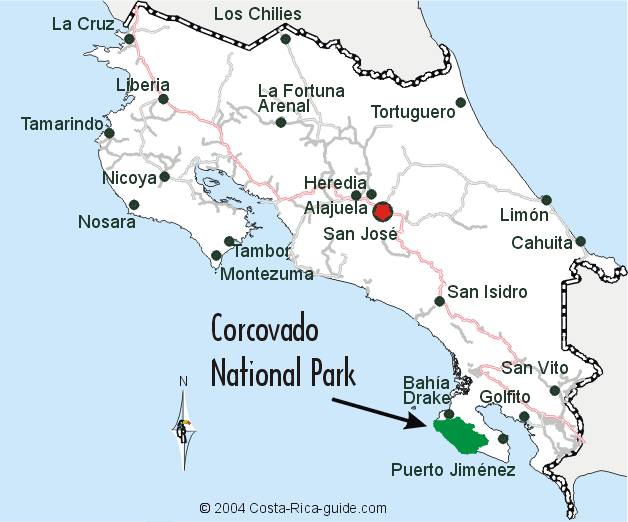 Los Chilies
La Cruz
Liberia
La Fortuna
Arenal
Tortuguero
Tamarindo
Nicoya
Heredia
Alajuela
San José
Limón
Nosara
Cahuita
Tambor
Montezuma
San Isidro
Corcovado
National Park
San Vito
Bahía
Drake
Golfito
N
Puerto Jiménez
© 2004 Costa-Rica-guide.com